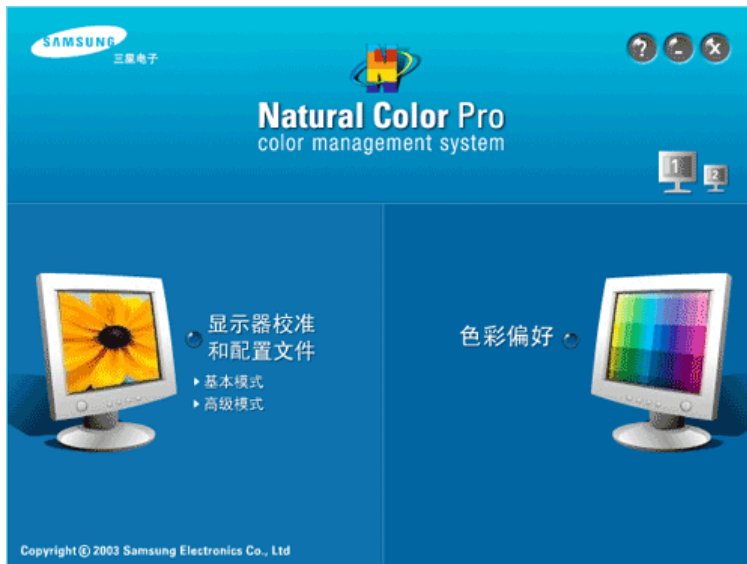 SAMSUNG
三星电子
Natural Color Pro
color management system
1
2
显示器校准
和配置文件
基本模式
高级模式
色彩偏好
Copyright © 2003 Samsung Electronics Co., Ltd